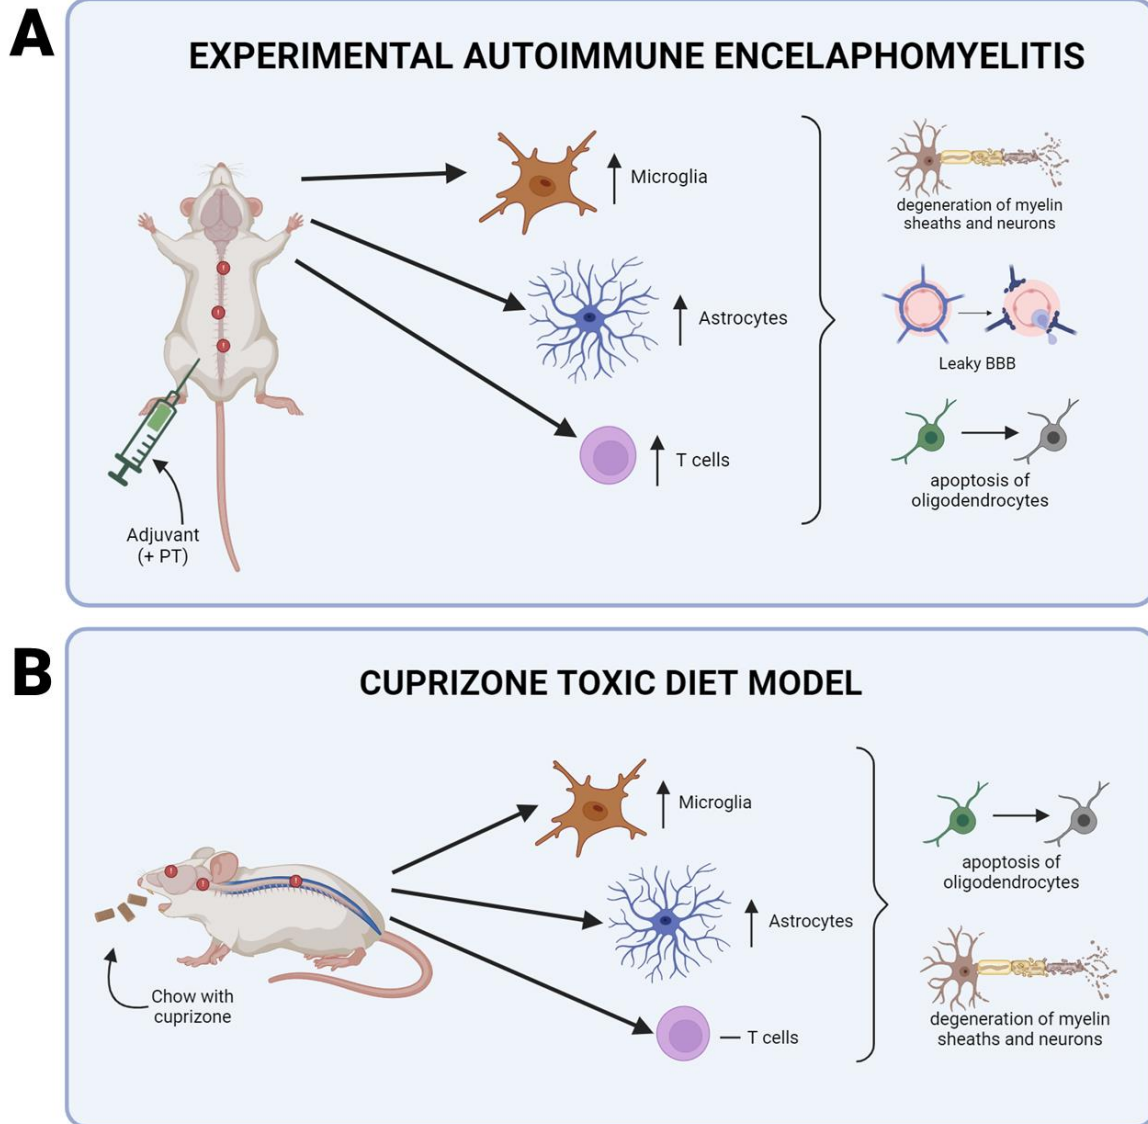 A
EXPERIMENTAL AUTOIMMUNE ENCELAPHOMYELITIS
Microglia
degeneration of myelin
sheaths and neurons
Astrocytes
Leaky BBB
T cells
apoptosis of
oligodendrocytes
Adjuvant
(+ PT)
B
CUPRIZONE TOXIC DIET MODEL
Microglia
apoptosis of
oligodendrocytes
Astrocytes
Chow with
cuprizone
T cells
degeneration of myelin
sheaths and neurons